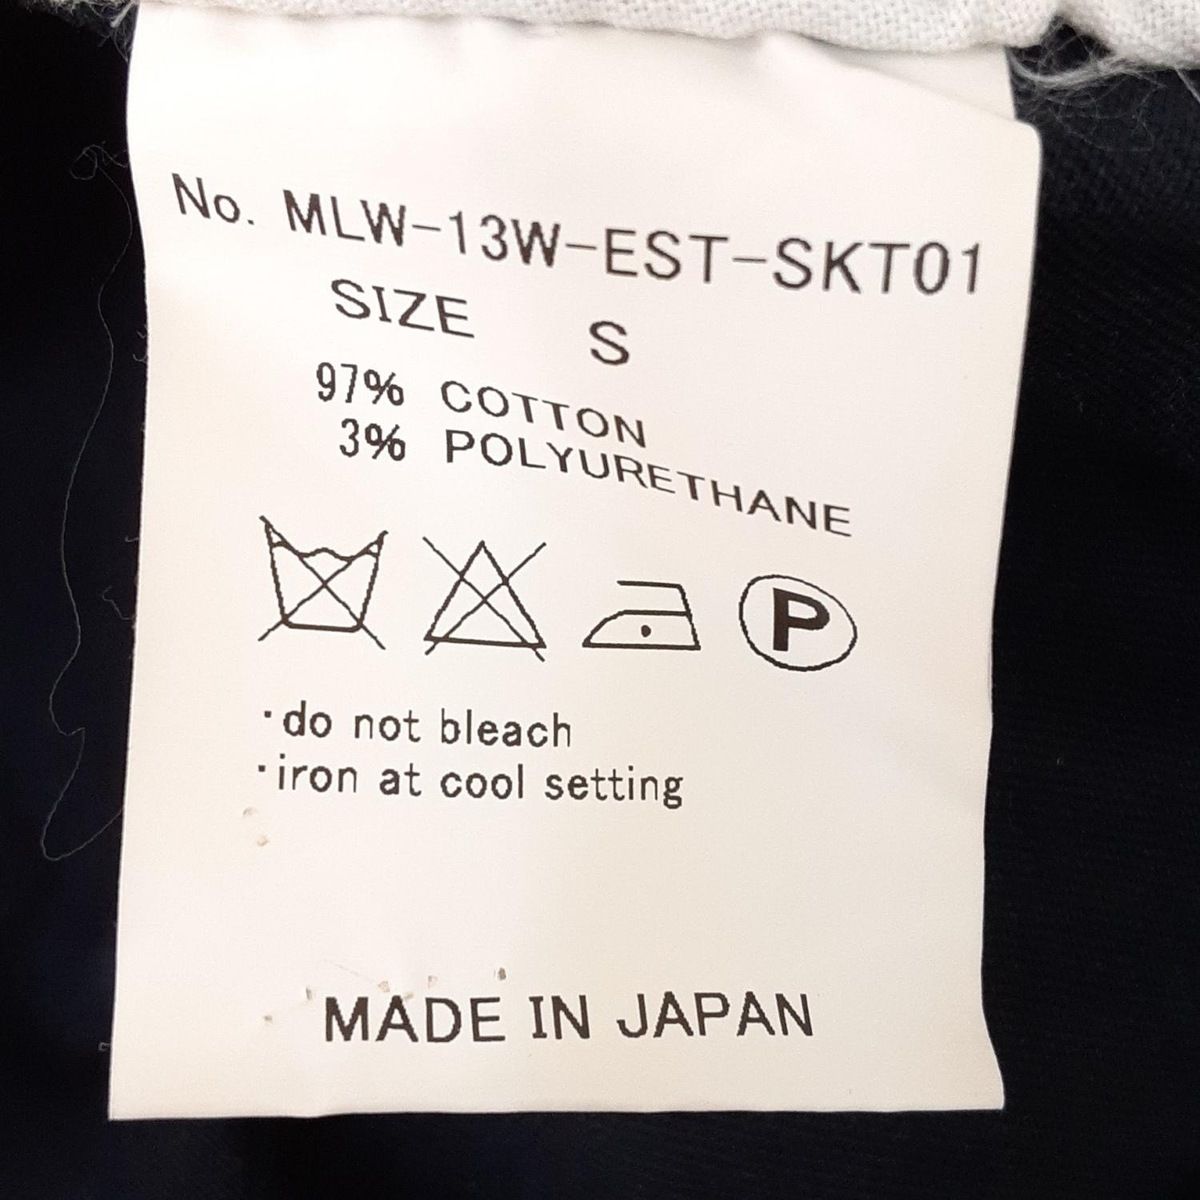 No. MLW-13W-EST-SKT01
SIZE S
97% COTTON
3% POLYURETHANE
P
·do not bleach
·iron at cool setting
MADE IN JAPAN